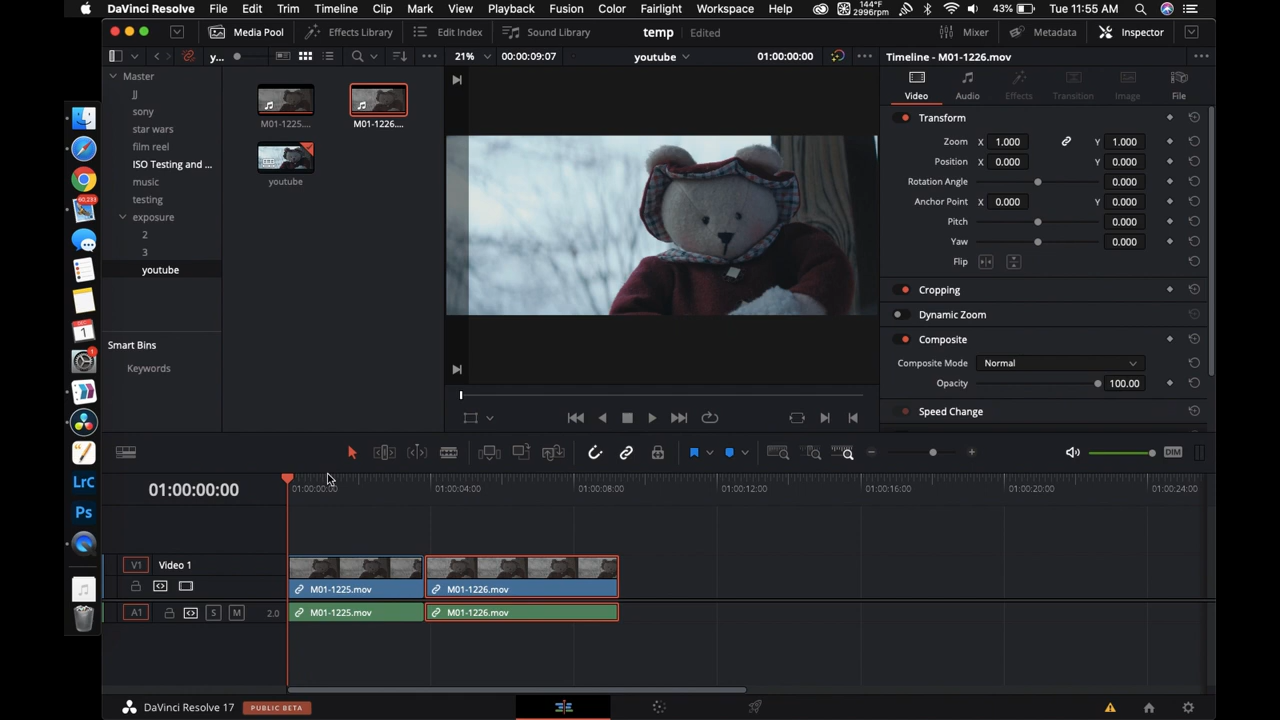 DaVinci Resolve File Edit Trim Timeline Clip Mark View Playback Fusion Color Fairlight Workspace Help 144°F 2996rpm 43% Tue 11:55 AM
Media Pool Effects Library Edit Index Sound Library temp Edited Mixer Metadata Inspector
y... 21% 00:00:09:07 youtube 01:00:00:00 Timeline - M01-1226.mov
Master
JJ
sony
star wars
film reel
ISO Testing and ...
music
testing
exposure
2
3
youtube
Smart Bins
Keywords
M01-1225.... M01-1226....
youtube
Video Audio Effects Transition Image File
Transform
Zoom X 1.000 Y 1.000
Position X 0.000 Y 0.000
Rotation Angle 0.000
Anchor Point X 0.000 Y 0.000
Pitch 0.000
Yaw 0.000
Flip
Cropping
Dynamic Zoom
Composite
Composite Mode Normal
Opacity 100.00
Speed Change
DIM
01:00:00:00 01:00:00:00 01:00:04:00 01:00:08:00 01:00:12:00 01:00:16:00 01:00:20:00 01:00:24:00
V1 Video 1
M01-1225.mov M01-1226.mov
A1 S M 2.0 M01-1225.mov M01-1226.mov
LrC
Ps
DaVinci Resolve 17 PUBLIC BETA